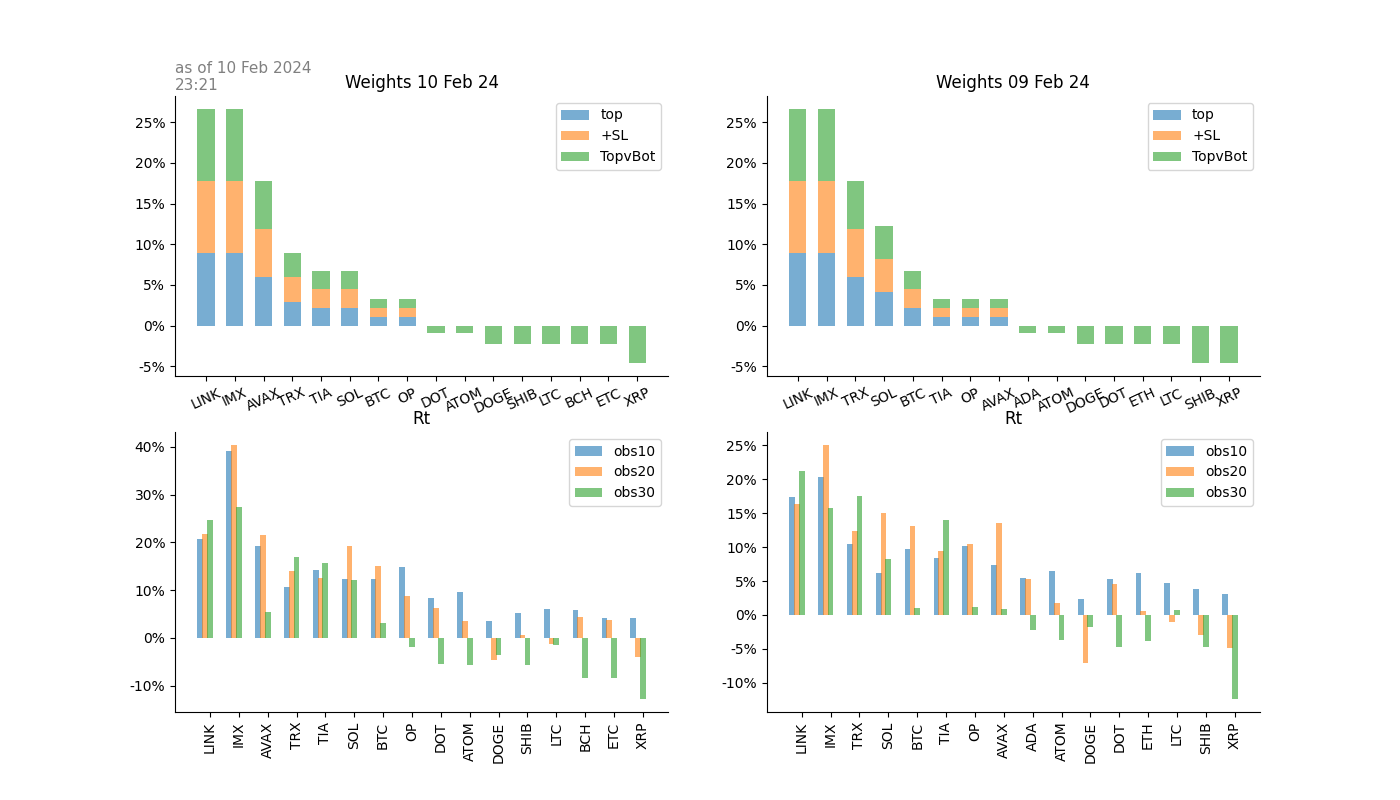 as of 10 Feb 2024
23:21
Weights 10 Feb 24
25%
20%
15%
10%
5%
0%
-5%
top
+SL
TopvBot
LINK IMX AVAX TRX TIA SOL BTC OP DOT ATOM DOGE SHIB LTC BCH ETC XRP
Weights 09 Feb 24
25%
20%
15%
10%
5%
0%
-5%
top
+SL
TopvBot
LINK IMX TRX SOL BTC TIA OP AVAX ADA ATOM DOGE DOT ETH LTC SHIB XRP
Rt
40%
30%
20%
10%
0%
-10%
obs10
obs20
obs30
LINK IMX AVAX TRX TIA SOL BTC OP DOT ATOM DOGE SHIB LTC BCH ETC XRP
Rt
25%
20%
15%
10%
5%
0%
-5%
-10%
obs10
obs20
obs30
LINK IMX TRX SOL BTC TIA OP AVAX ADA ATOM DOGE DOT ETH LTC SHIB XRP